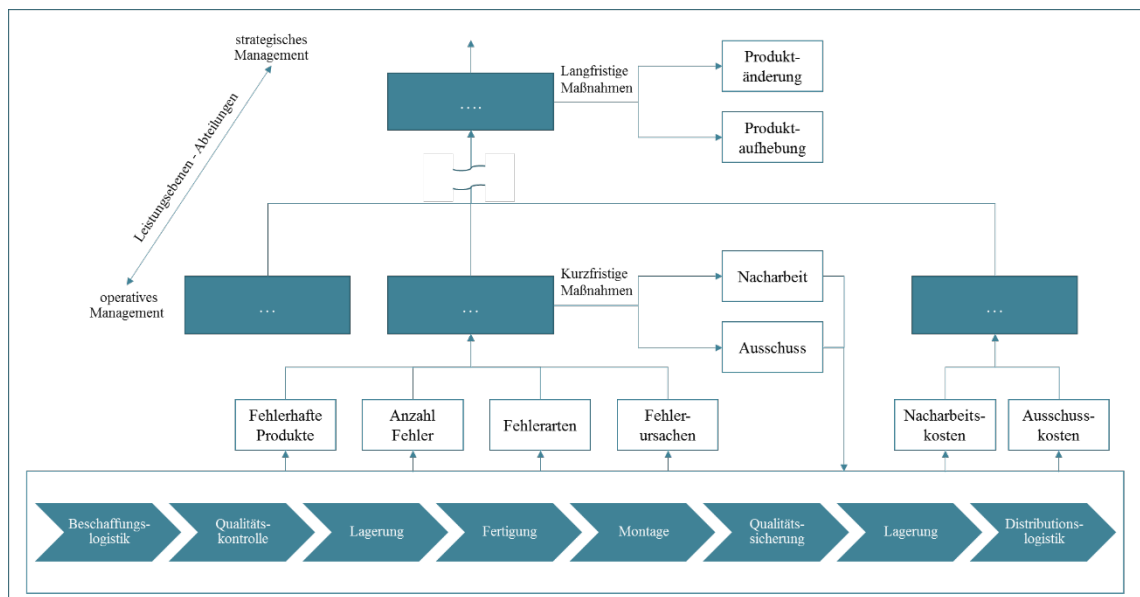 strategisches
Management
Leistungsebenen - Abteilungen
operatives
Management
….
Langfristige
Maßnahmen
Produkt-
änderung
Produkt-
aufhebung
…
…
Kurzfristige
Maßnahmen
Nacharbeit
Ausschuss
…
Fehlerhafte
Produkte
Anzahl
Fehler
Fehlerarten
Fehler-
ursachen
Nacharbeits-
kosten
Ausschuss-
kosten
Beschaffungs-
logistik
Qualitäts-
kontrolle
Lagerung
Fertigung
Montage
Qualitäts-
sicherung
Lagerung
Distributions-
logistik